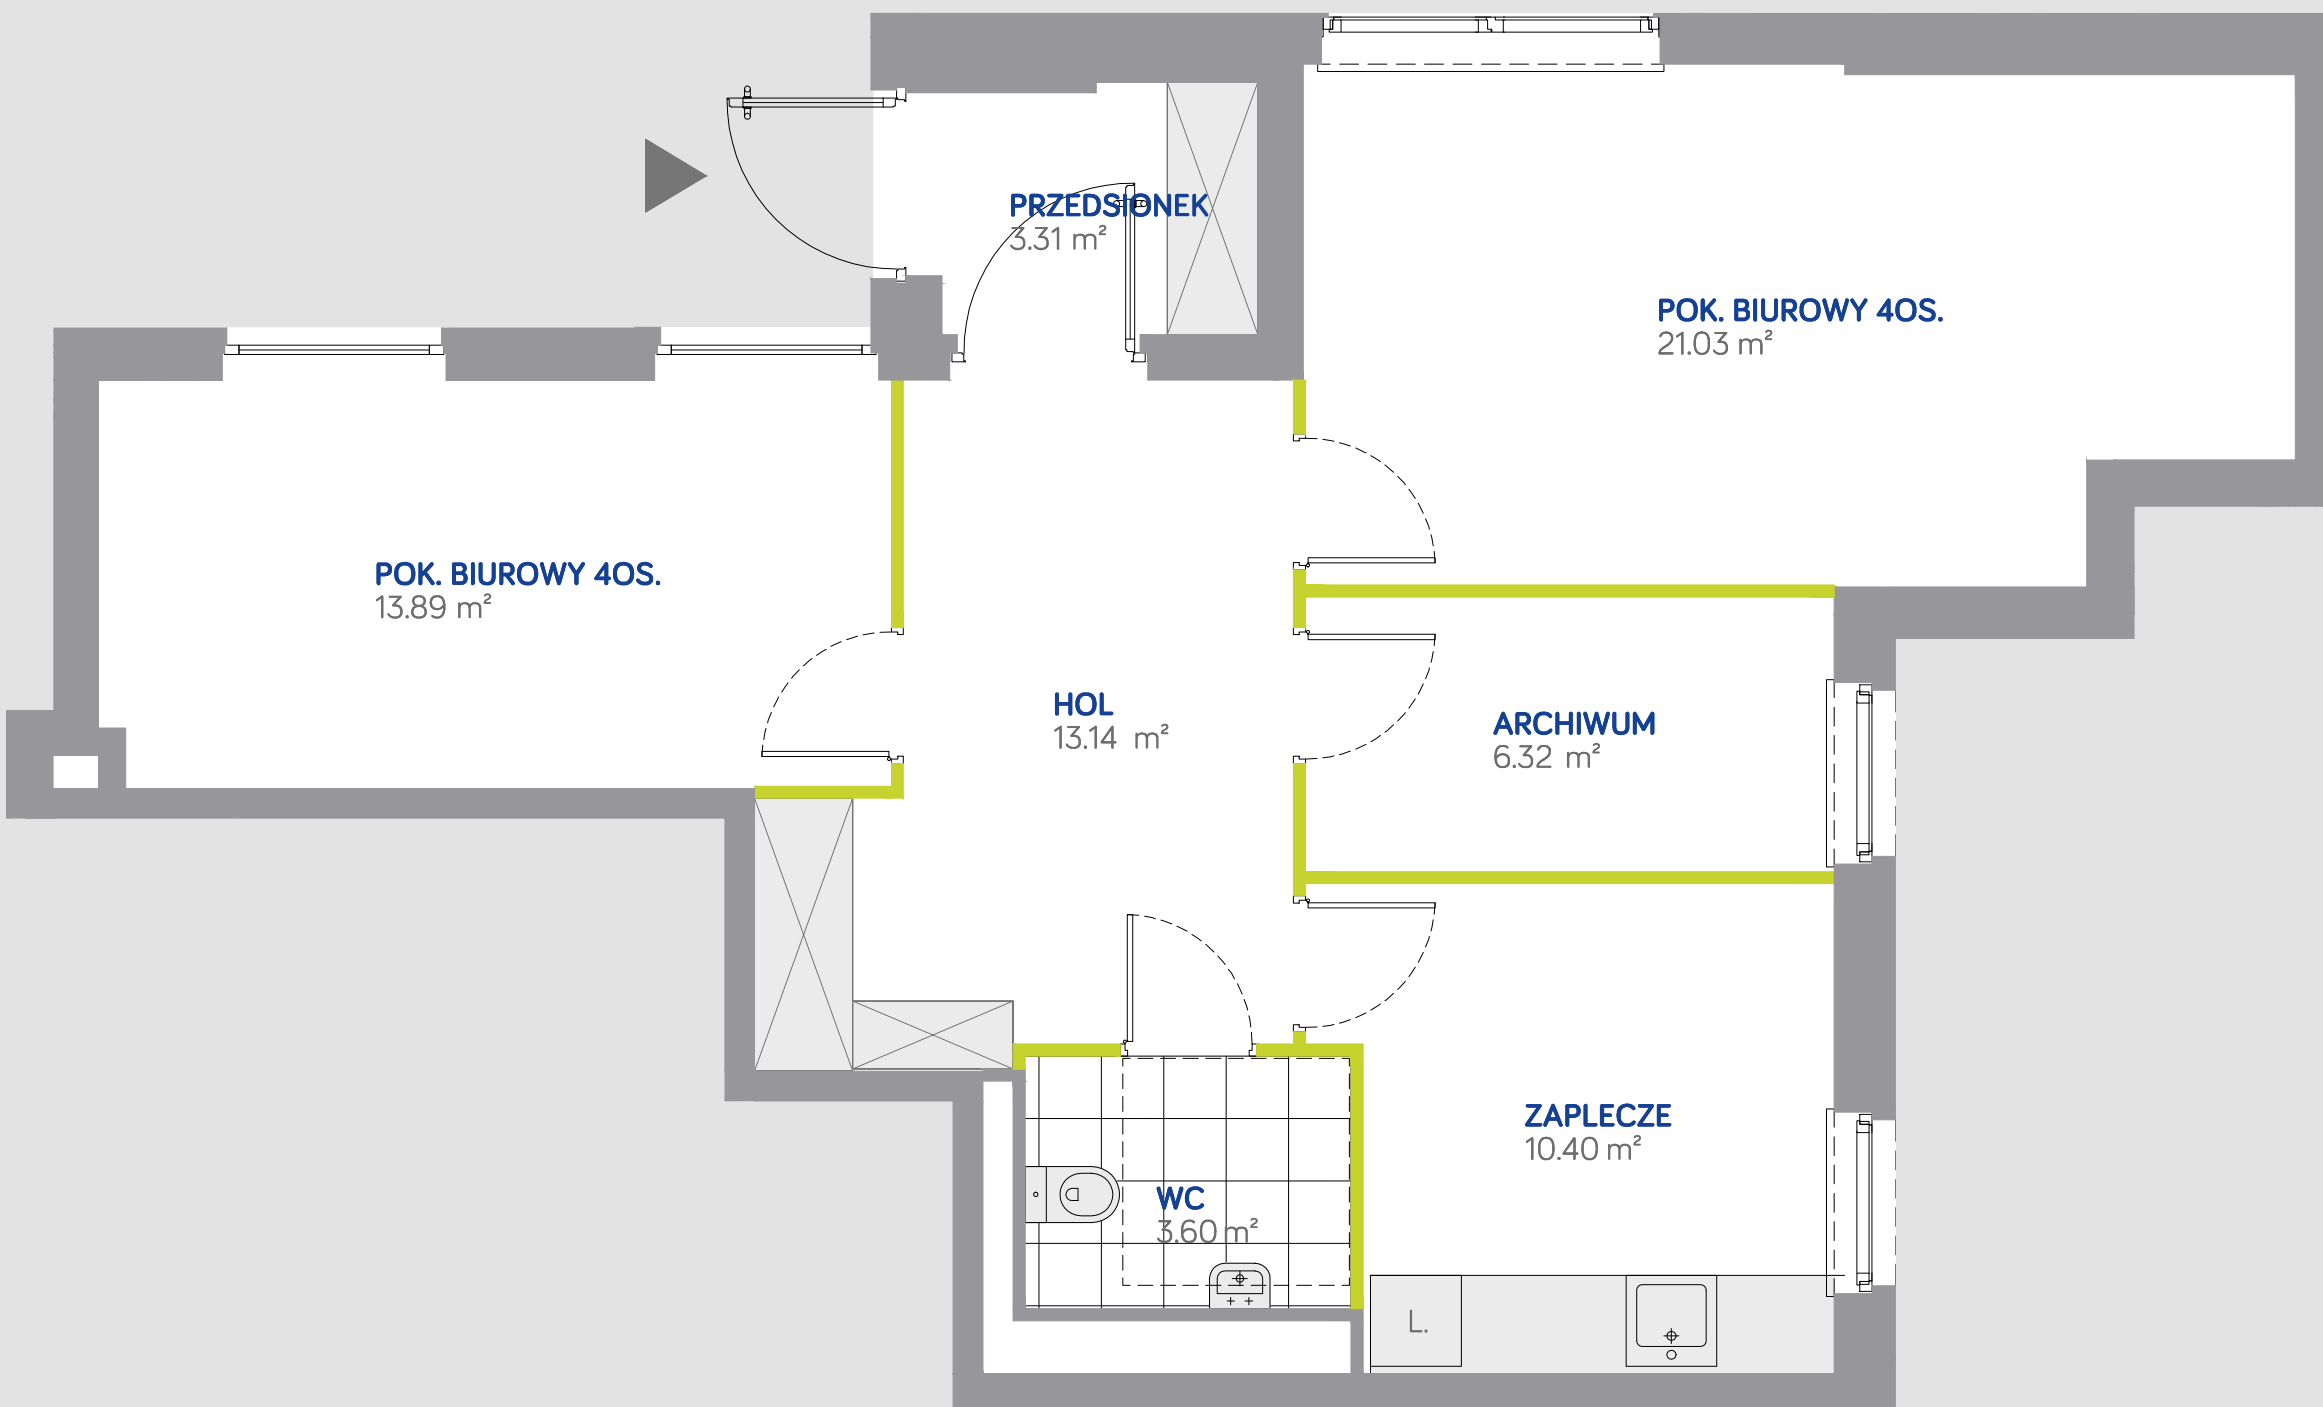 PRZEDSIONEK
3.31 m²
POK. BIUROWY 4OS.
21.03 m²
POK. BIUROWY 4OS.
13.89 m²
HOL
13.14 m²
ARCHIWUM
6.32 m²
ZAPLECZE
10.40 m²
WC
3.60 m²
L.